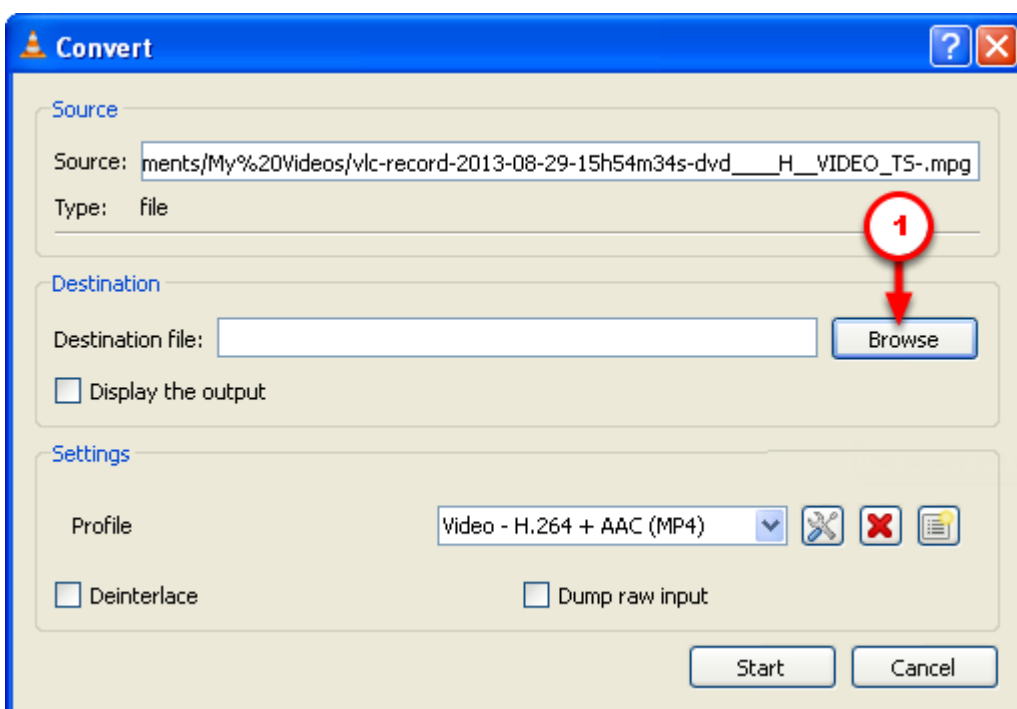 Convert
Source
Source: ments/My%20Videos/vlc-record-2013-08-29-15h54m34s-dvd____H__VIDEO_TS-.mpg
Type: file
1
Destination
Destination file: Browse
Display the output
Settings
Profile Video - H.264 + AAC (MP4)
Deinterlace Dump raw input
Start Cancel